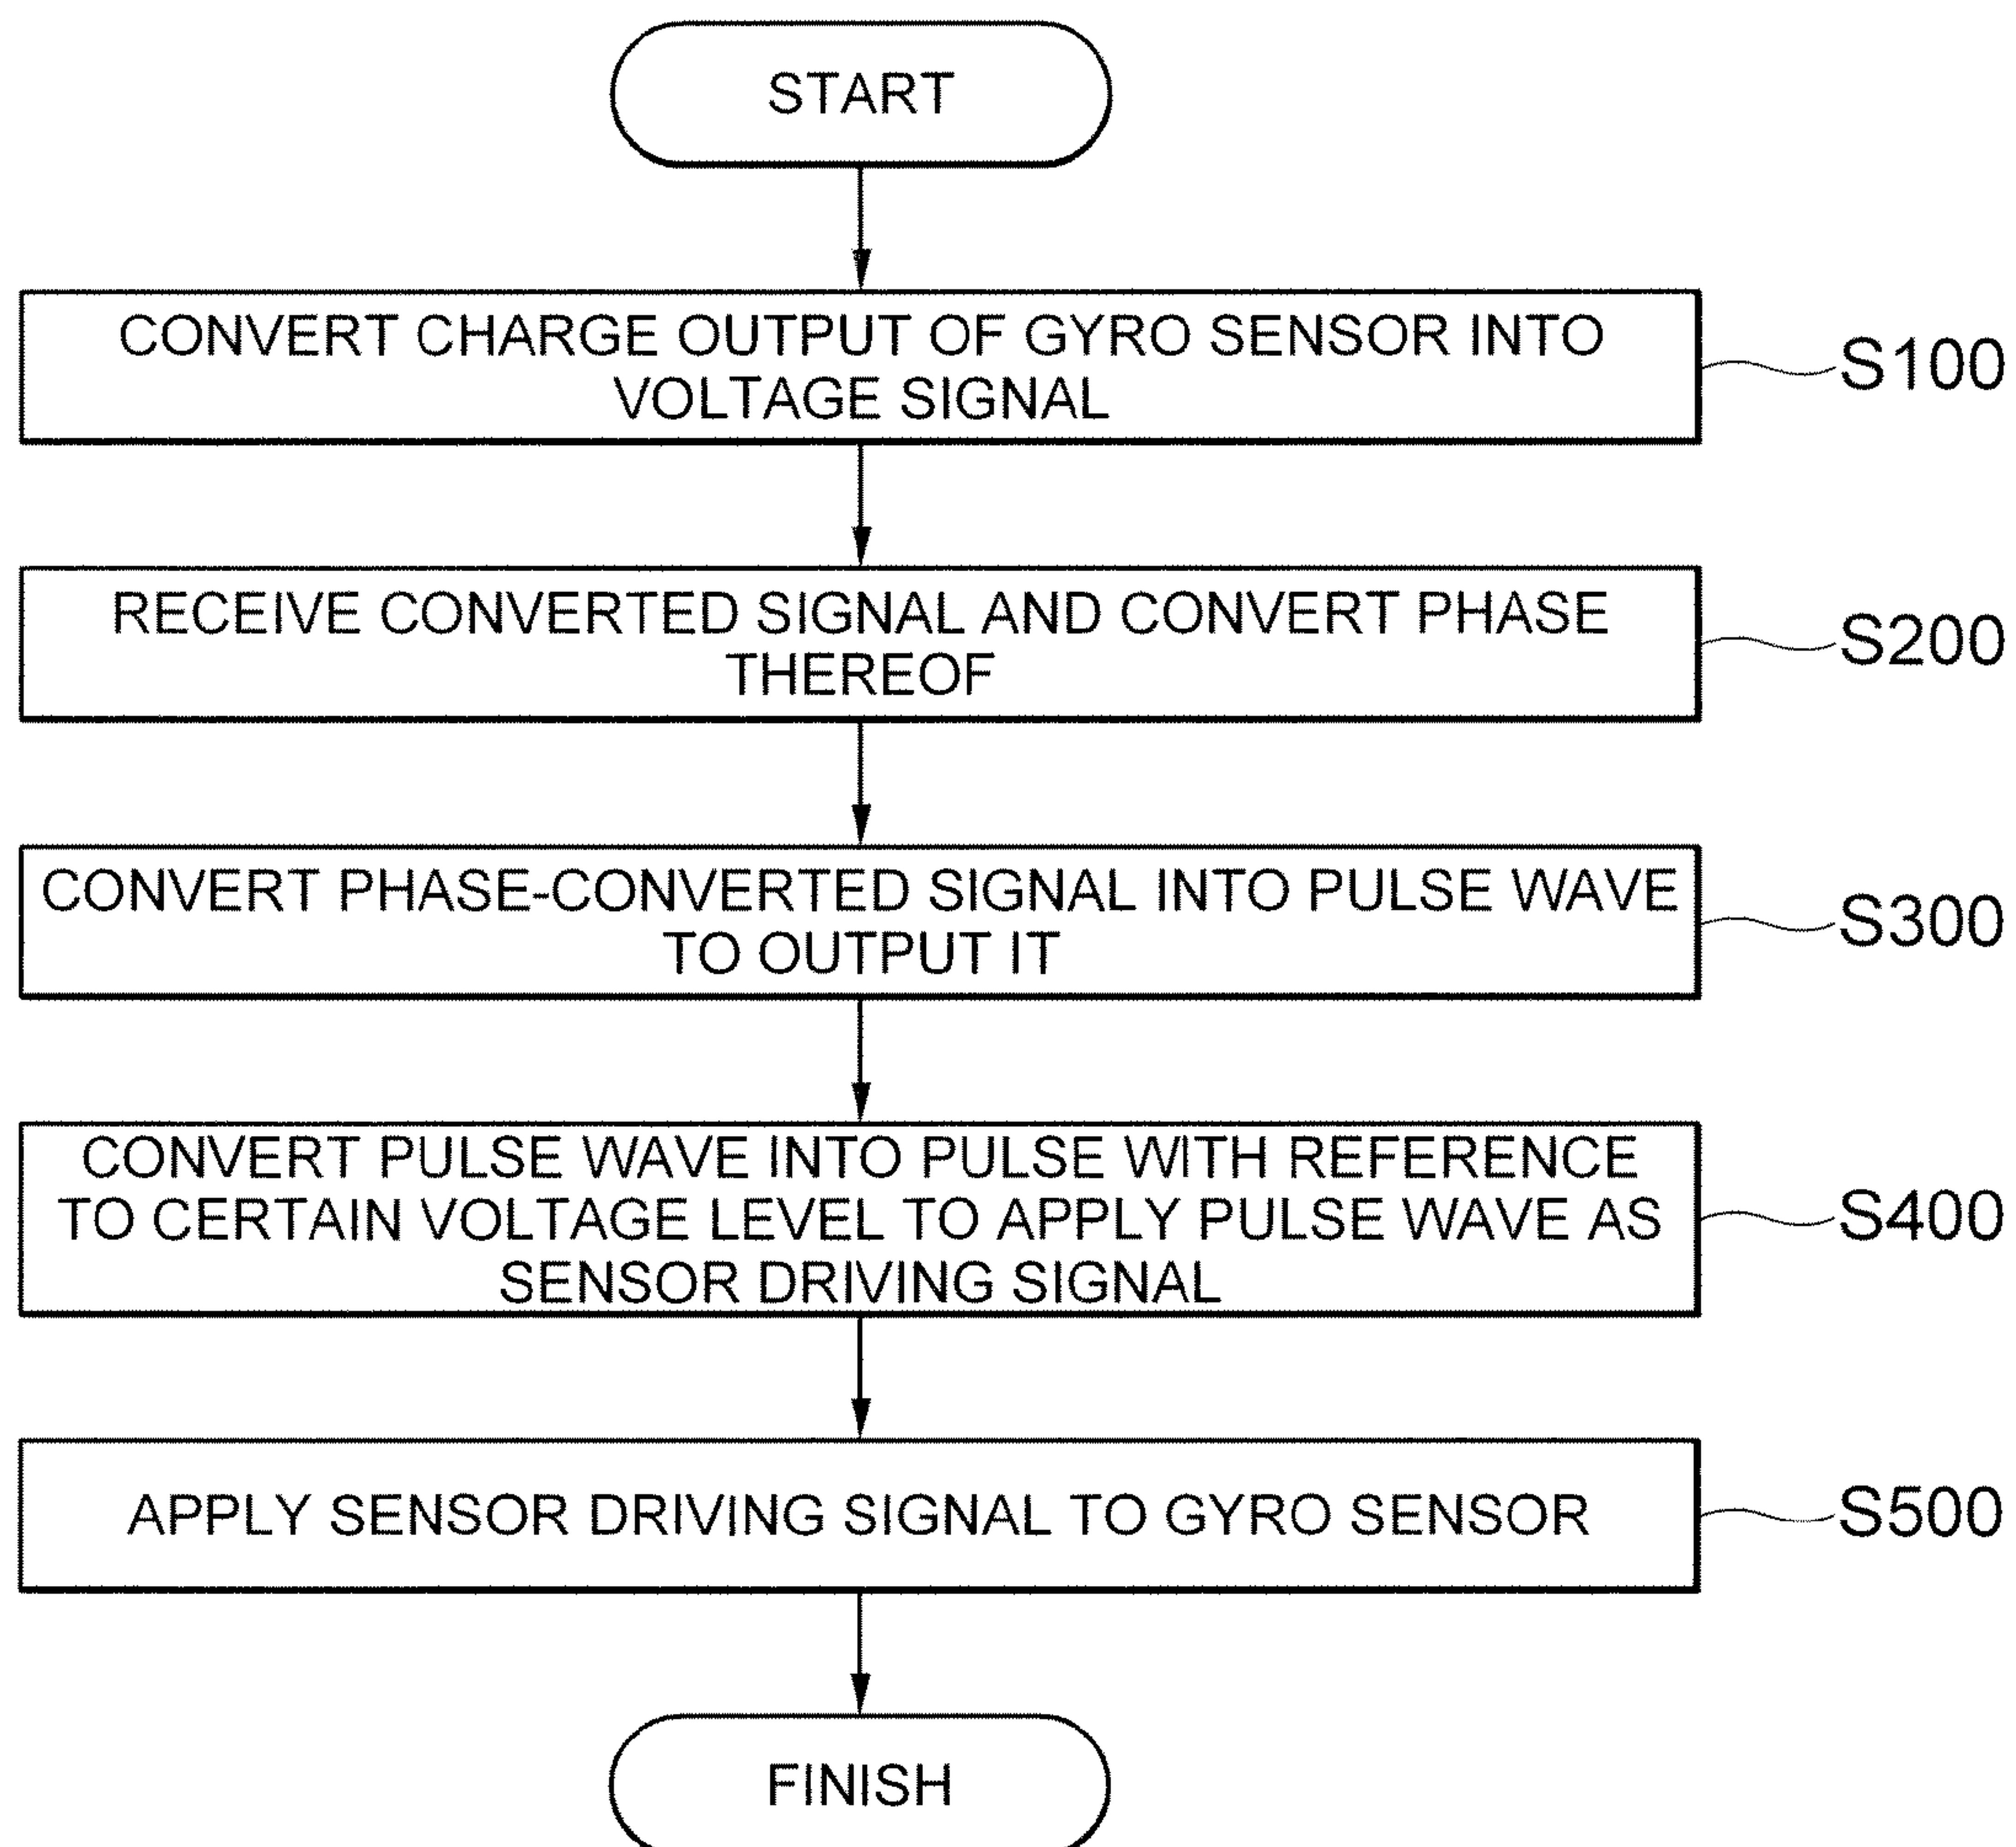 START
CONVERT CHARGE OUTPUT OF GYRO SENSOR INTO
VOLTAGE SIGNAL
S100
RECEIVE CONVERTED SIGNAL AND CONVERT PHASE
THEREOF
S200
CONVERT PHASE-CONVERTED SIGNAL INTO PULSE WAVE
TO OUTPUT IT
S300
CONVERT PULSE WAVE INTO PULSE WITH REFERENCE
TO CERTAIN VOLTAGE LEVEL TO APPLY PULSE WAVE AS
SENSOR DRIVING SIGNAL
S400
APPLY SENSOR DRIVING SIGNAL TO GYRO SENSOR
S500
FINISH